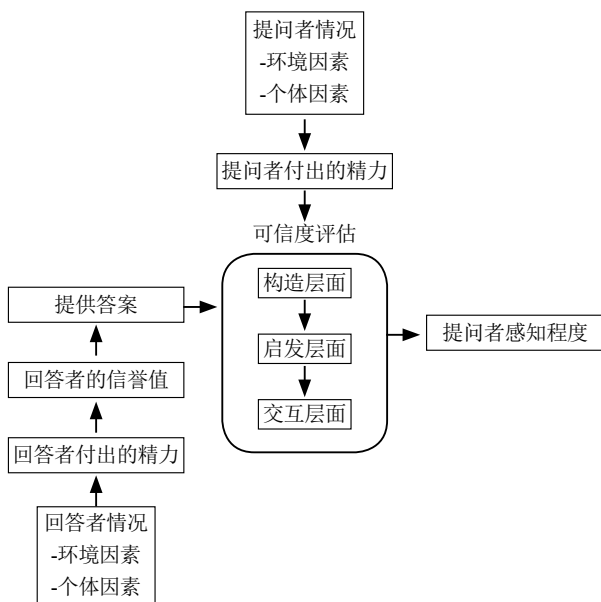 提问者情况
-环境因素
-个体因素
提问者付出的精力
可信度评估
构造层面
启发层面
交互层面
提供答案
回答者的信誉值
回答者付出的精力
回答者情况
-环境因素
-个体因素
提问者感知程度